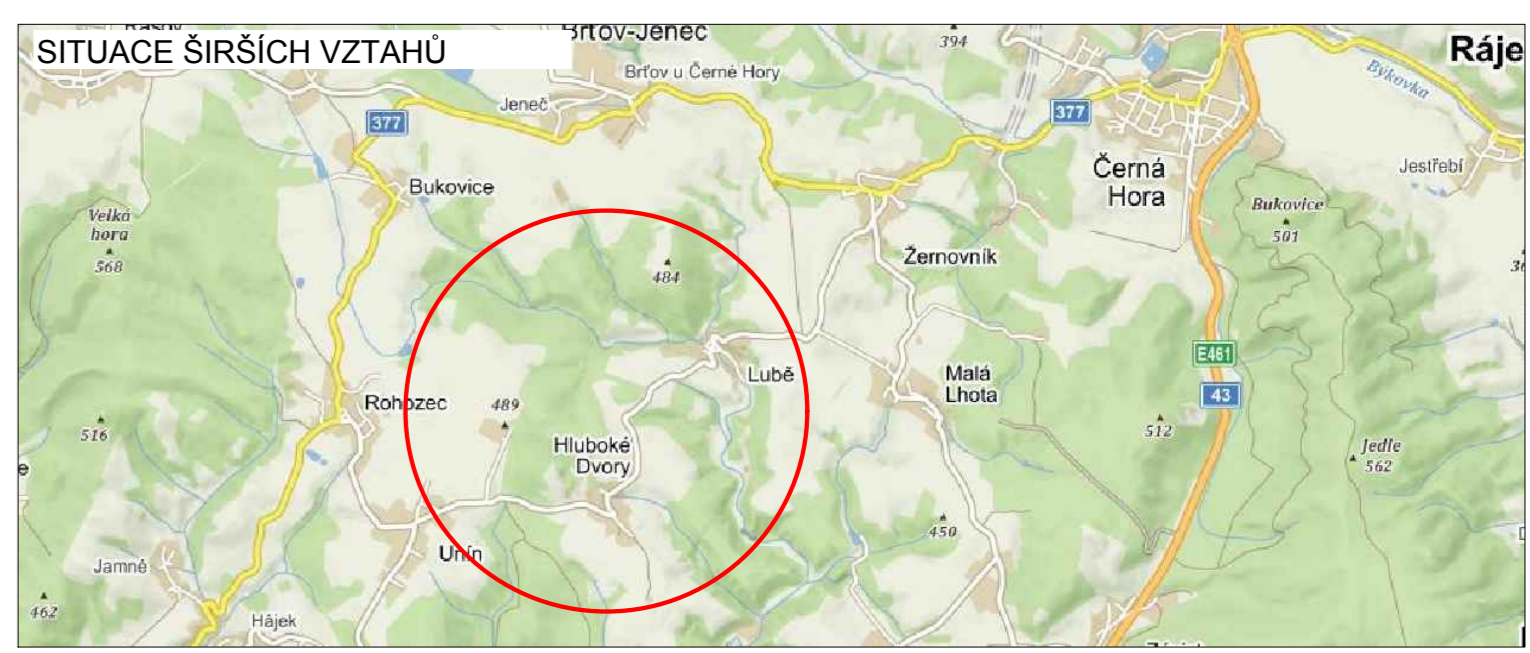 SITUACE ŠIRŠÍCH VZTAHŮ
Brťov-Jeneč
394
Ráje
Brťov u Černé Hory
Býkovka
Jeneč
377
377
Černá
Hora
Jestřebí
Bukovice
Velká
hora
568
Bukovice
501
484
Žernovník
E461
43
Lubě
Malá
Lhota
Rohozec
489
516
512
Hluboké
Dvory
Jedle
562
450
Unín
Jamné
462
Hájek